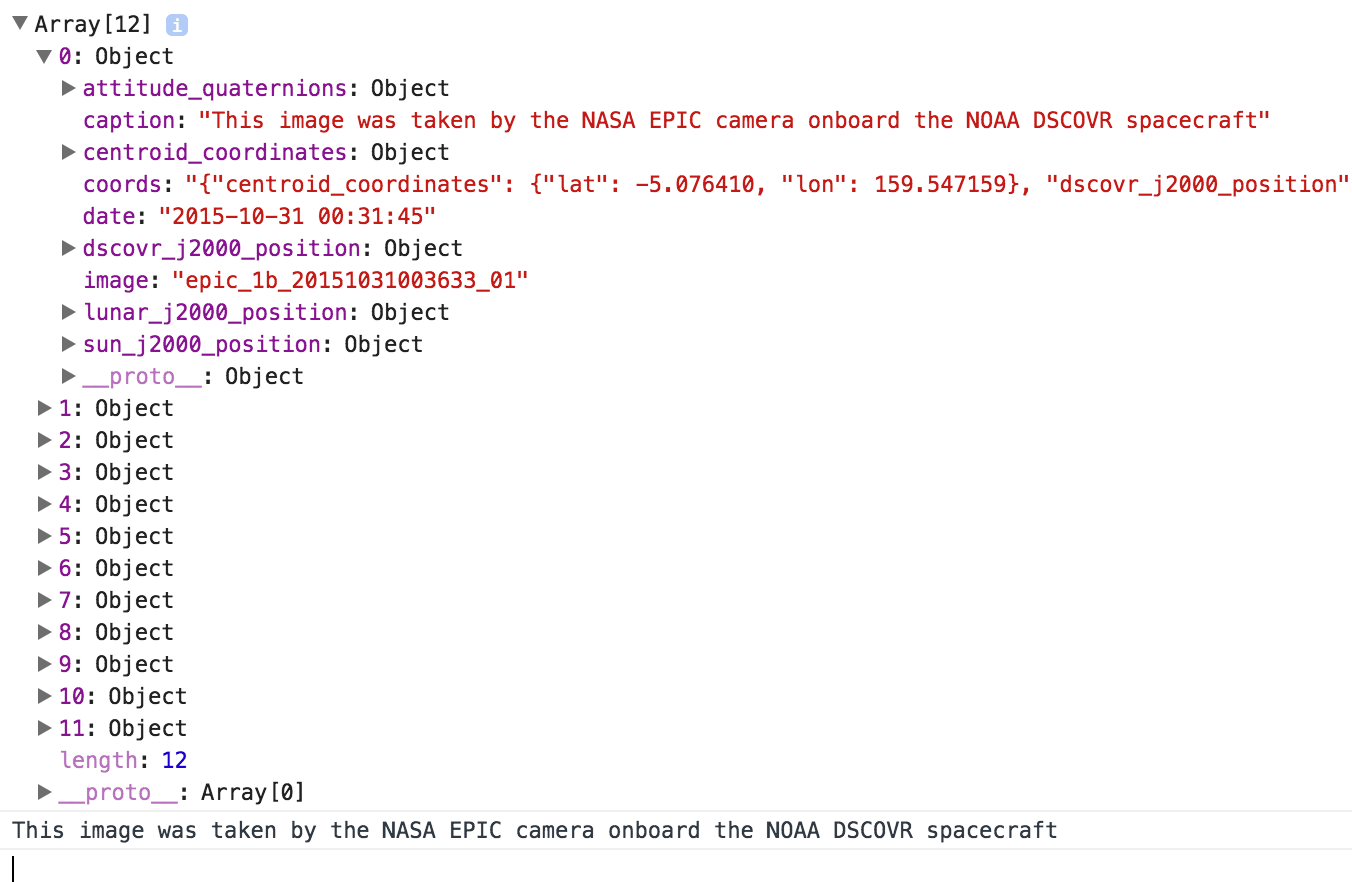 Array[12] i
0: Object
attitude_quaternions: Object
caption: "This image was taken by the NASA EPIC camera onboard the NOAA DSCOVR spacecraft"
centroid_coordinates: Object
coords: "{"centroid_coordinates": {"lat": -5.076410, "lon": 159.547159}, "dscovr_j2000_position"
date: "2015-10-31 00:31:45"
dscovr_j2000_position: Object
image: "epic_1b_20151031003633_01"
lunar_j2000_position: Object
sun_j2000_position: Object
__proto__: Object
1: Object
2: Object
3: Object
4: Object
5: Object
6: Object
7: Object
8: Object
9: Object
10: Object
11: Object
length: 12
__proto__: Array[0]
This image was taken by the NASA EPIC camera onboard the NOAA DSCOVR spacecraft